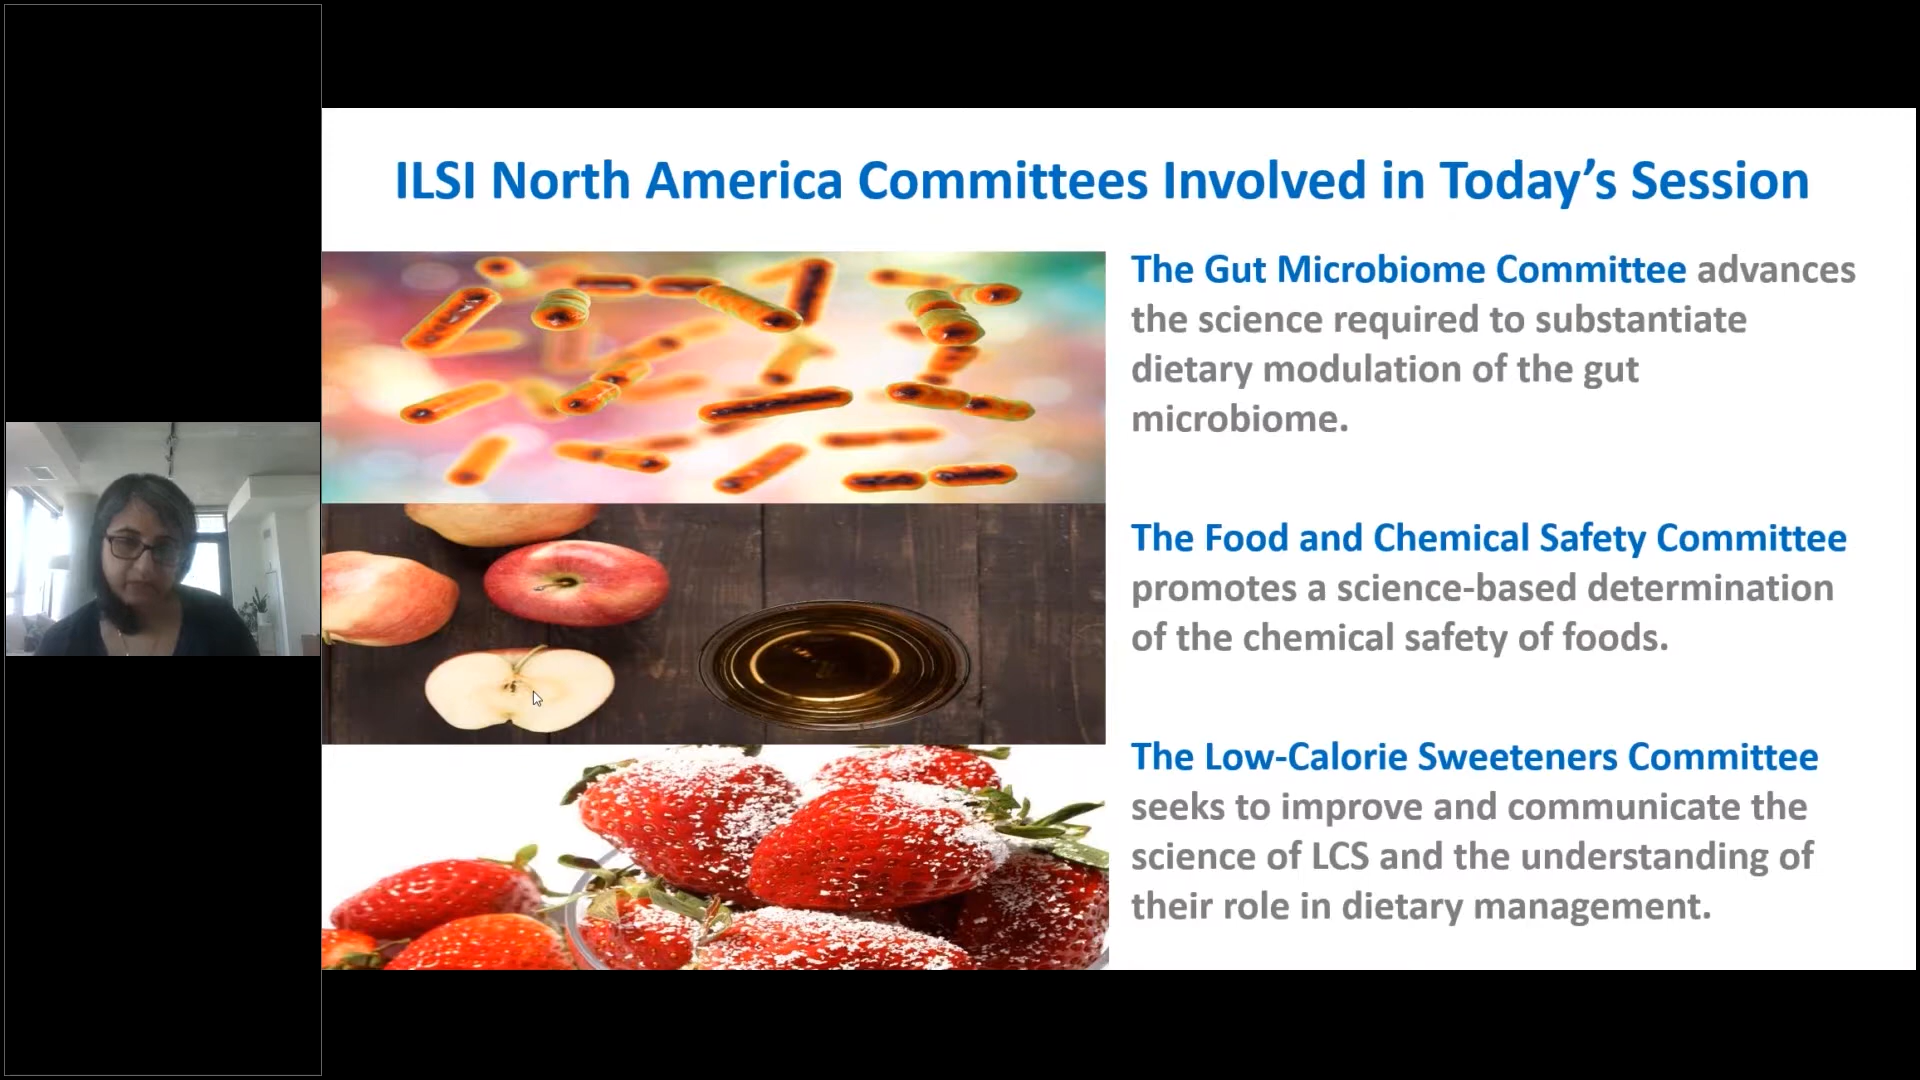 ILSI North America Committees Involved in Today’s Session
The Gut Microbiome Committee advances
the science required to substantiate
dietary modulation of the gut
microbiome.
The Food and Chemical Safety Committee
promotes a science-based determination
of the chemical safety of foods.
The Low-Calorie Sweeteners Committee
seeks to improve and communicate the
science of LCS and the understanding of
their role in dietary management.